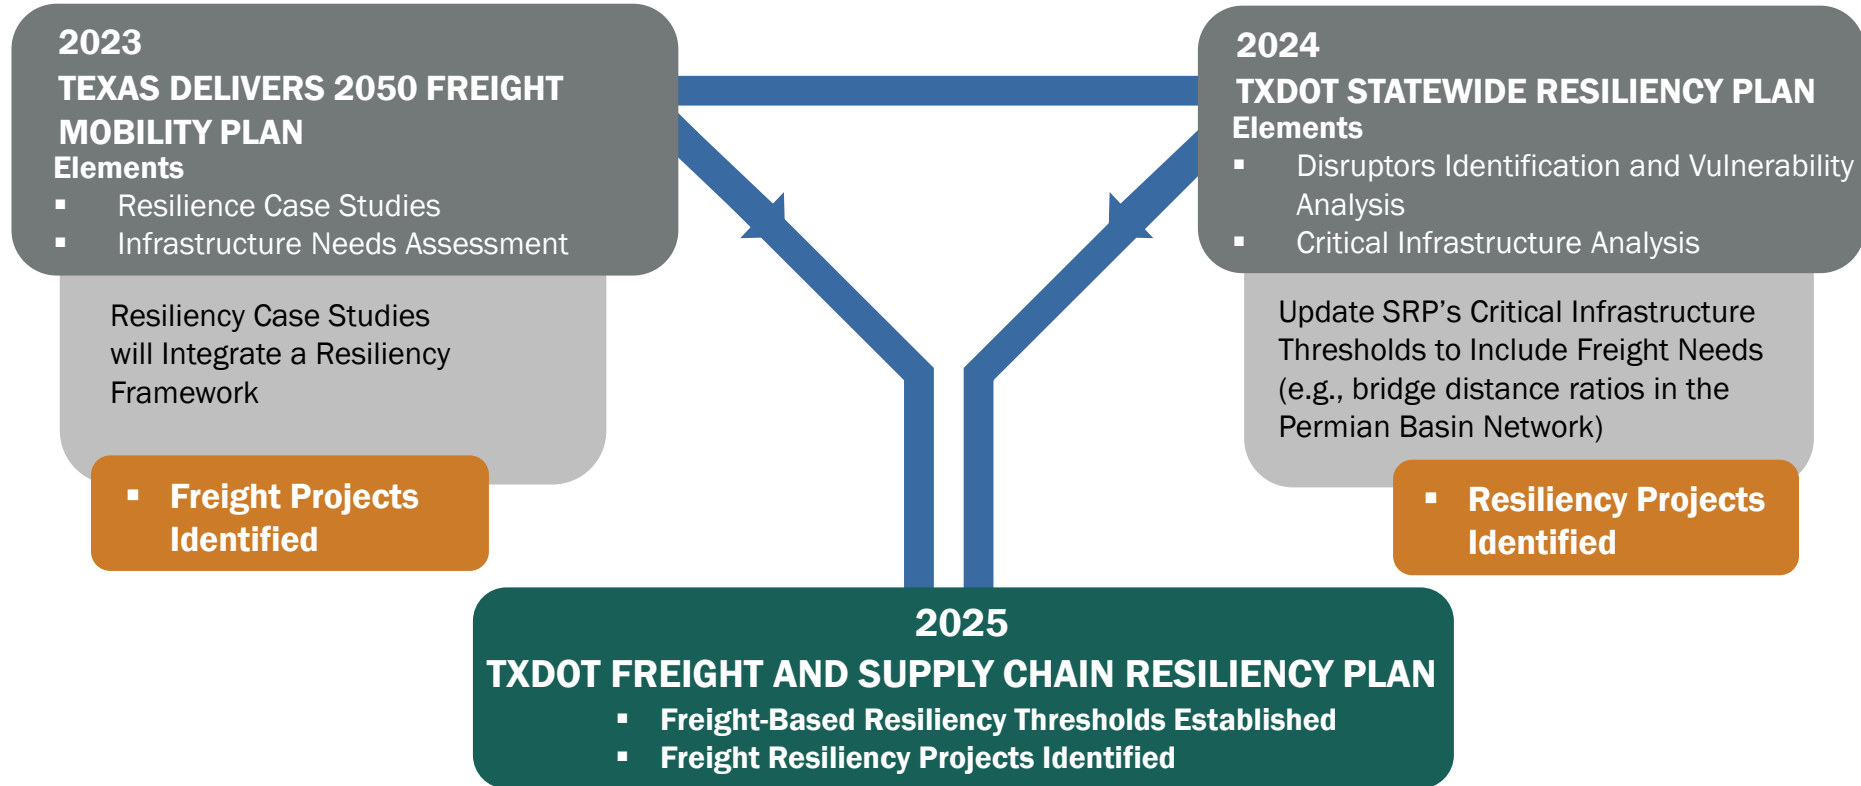 2023
TEXAS DELIVERS 2050 FREIGHT
MOBILITY PLAN
Elements
▪ Resilience Case Studies
▪ Infrastructure Needs Assessment
Resiliency Case Studies
will Integrate a Resiliency
Framework
▪ Freight Projects
Identified
2024
TXDOT STATEWIDE RESILIENCY PLAN
Elements
▪ Disruptors Identification and Vulnerability
Analysis
▪ Critical Infrastructure Analysis
Update SRP’s Critical Infrastructure
Thresholds to Include Freight Needs
(e.g., bridge distance ratios in the
Permian Basin Network)
▪ Resiliency Projects
Identified
2025
TXDOT FREIGHT AND SUPPLY CHAIN RESILIENCY PLAN
▪ Freight-Based Resiliency Thresholds Established
▪ Freight Resiliency Projects Identified